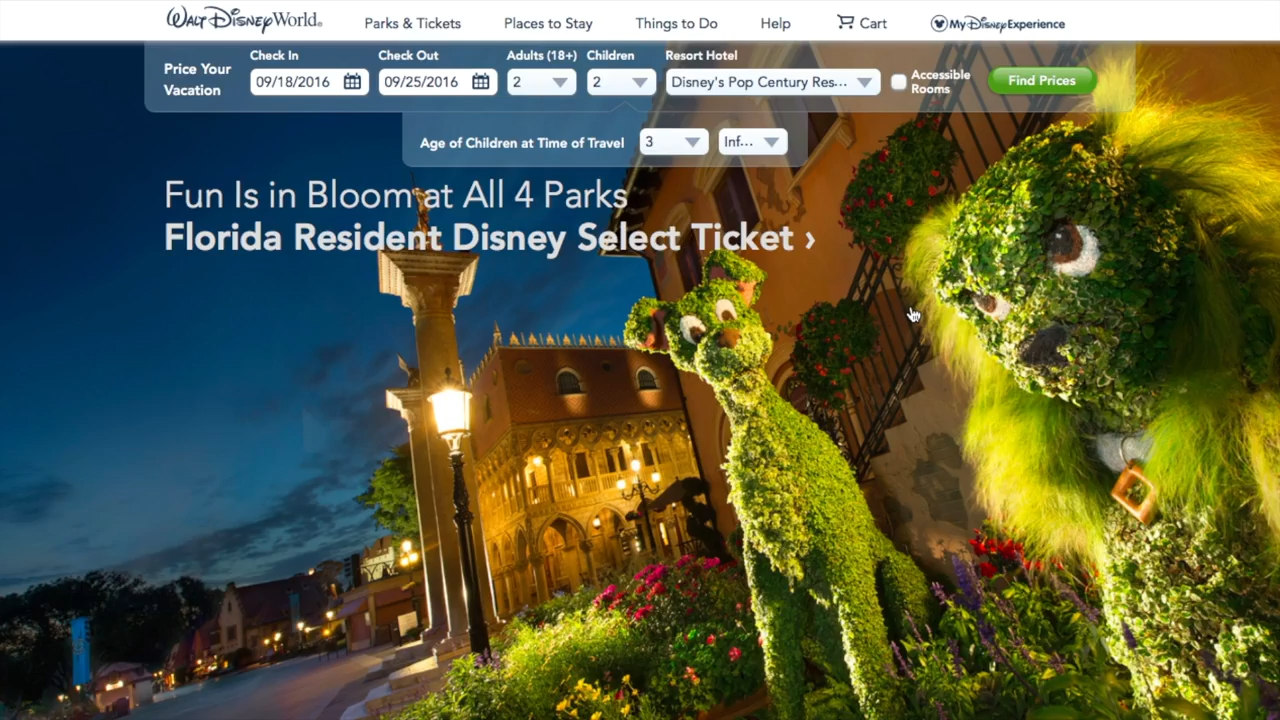 WALT DISNEY World.
Parks & Tickets
Places to Stay
Things to Do
Help
Cart
My Disney Experience
Price Your
Vacation
Check In
09/18/2016
Check Out
09/25/2016
Adults (18+)
2
Children
2
Resort Hotel
Disney's Pop Century Res...
Accessible
Rooms
Find Prices
Age of Children at Time of Travel
3
Inf...
Fun Is in Bloom at All 4 Parks
Florida Resident Disney Select Ticket ›